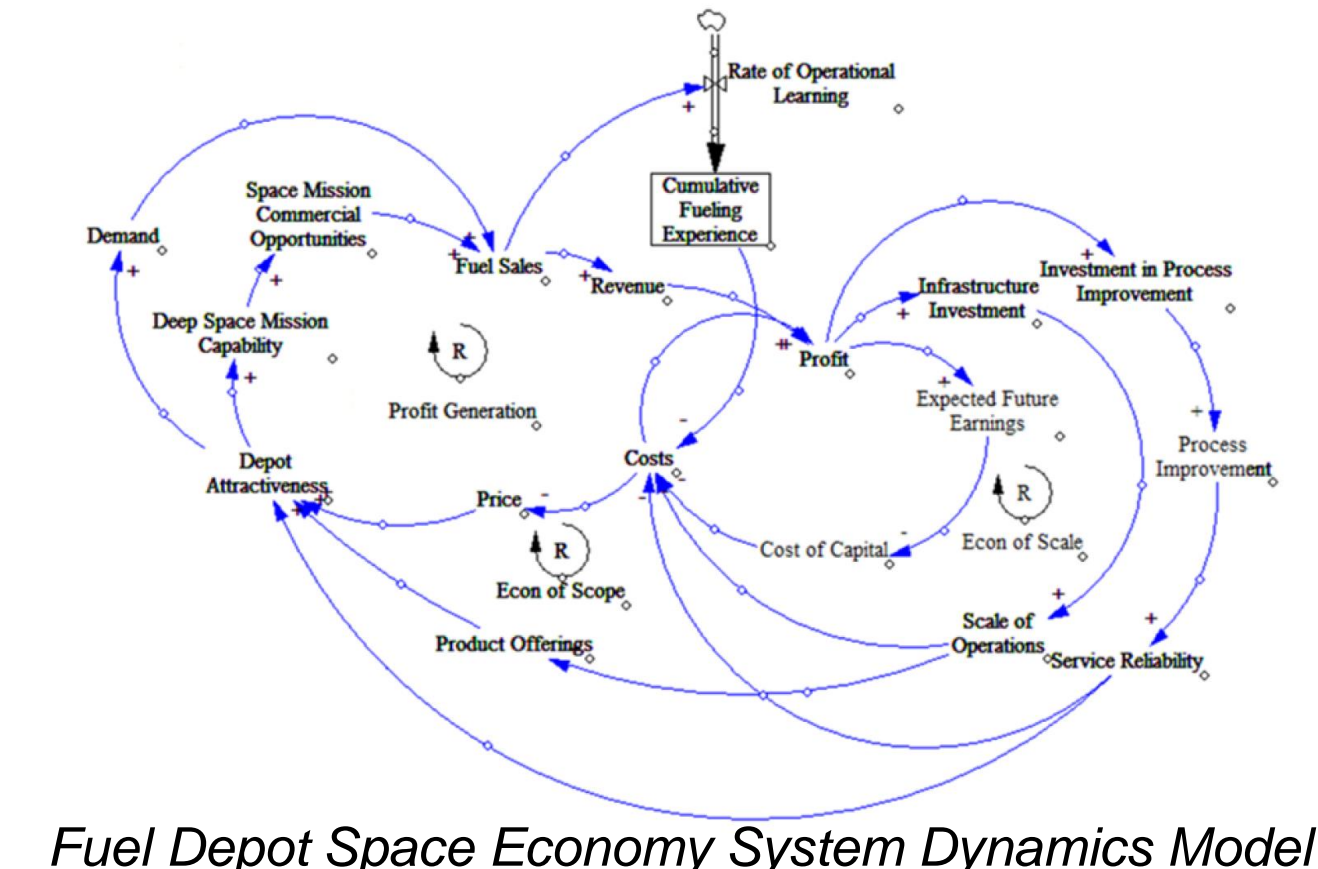 Rate of Operational
Learning
Cumulative
Fueling
Experience
Space Mission
Commercial
Opportunities
Demand
Fuel Sales
Revenue
Investment in Process
Improvement
Infrastructure
Investment
Deep Space Mission
Capability
R
Profit Generation
Profit
Expected Future
Earnings
Process
Improvement
Costs
Depot
Attractiveness
Price
R
Econ of Scope
R
Econ of Scale
Cost of Capital
Product Offerings
Scale of
Operations
Service Reliability
Fuel Depot Space Economy System Dynamics Model